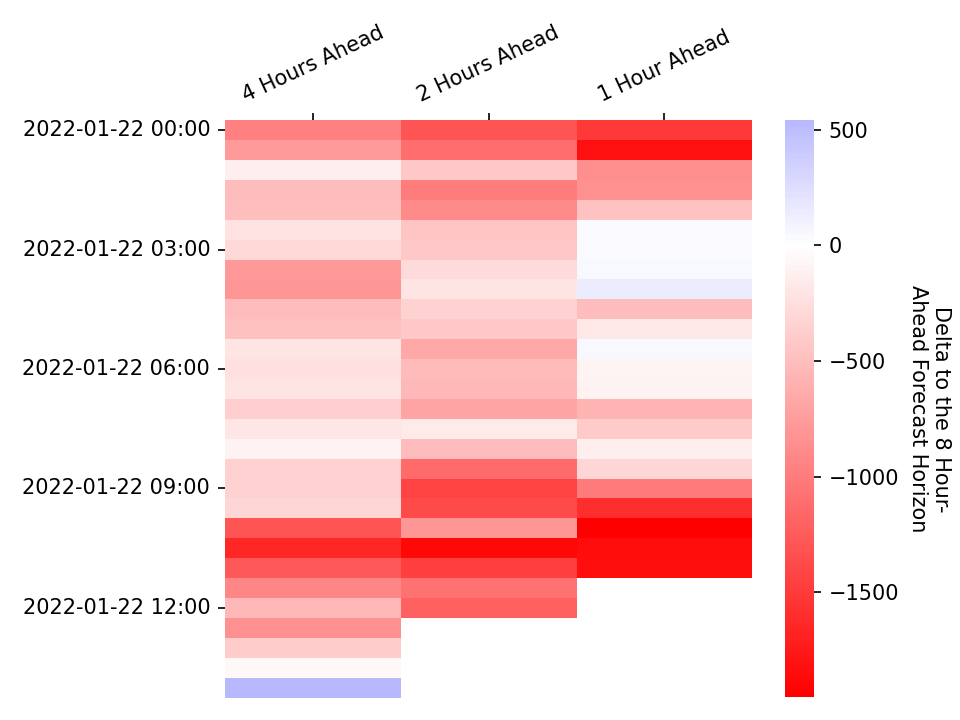 4 Hours Ahead
2 Hours Ahead
1 Hour Ahead
2022-01-22 00:00
2022-01-22 03:00
2022-01-22 06:00
2022-01-22 09:00
2022-01-22 12:00
500
0
−500
−1000
−1500
Delta to the 8 Hour-
Ahead Forecast Horizon